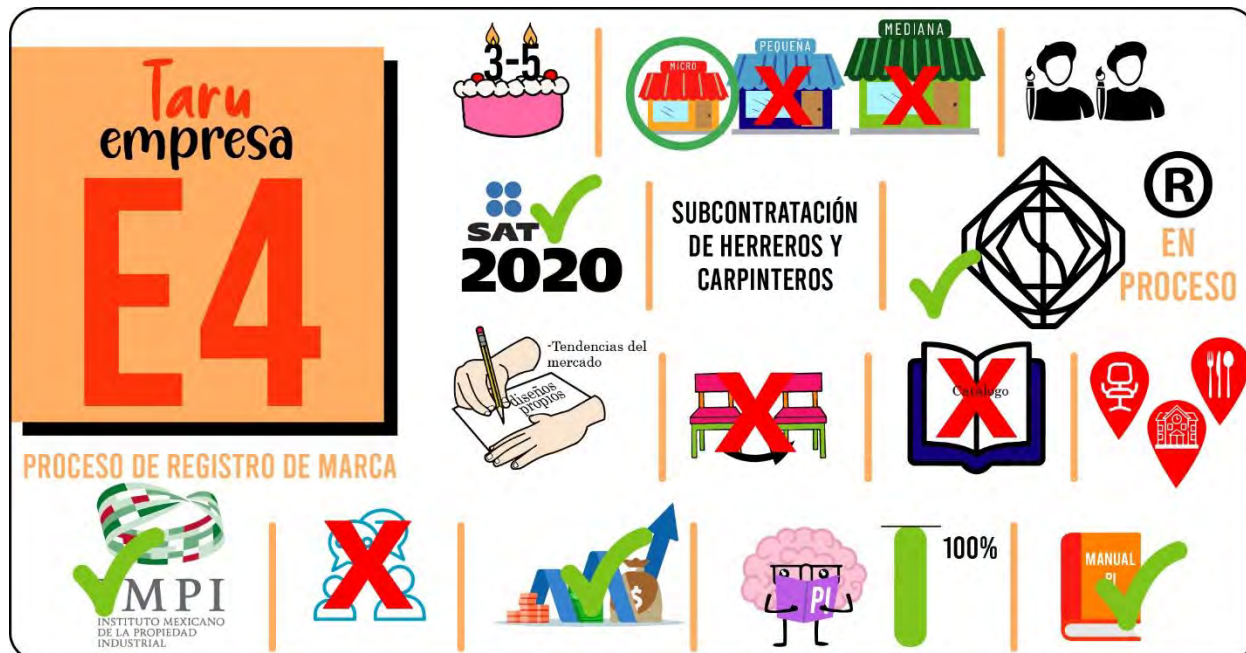 Taru
empresa
E4
3-5
MICRO
PEQUEÑA
MEDIANA
SAT
2020
SUBCONTRATACIÓN
DE HERREROS Y
CARPINTEROS
®
EN
PROCESO
-Tendencias del
mercado
diseños
propios
Catálogo
PROCESO DE REGISTRO DE MARCA
IMPI
INSTITUTO MEXICANO
DE LA PROPIEDAD
INDUSTRIAL
$
PI
100%
MANUAL
PI